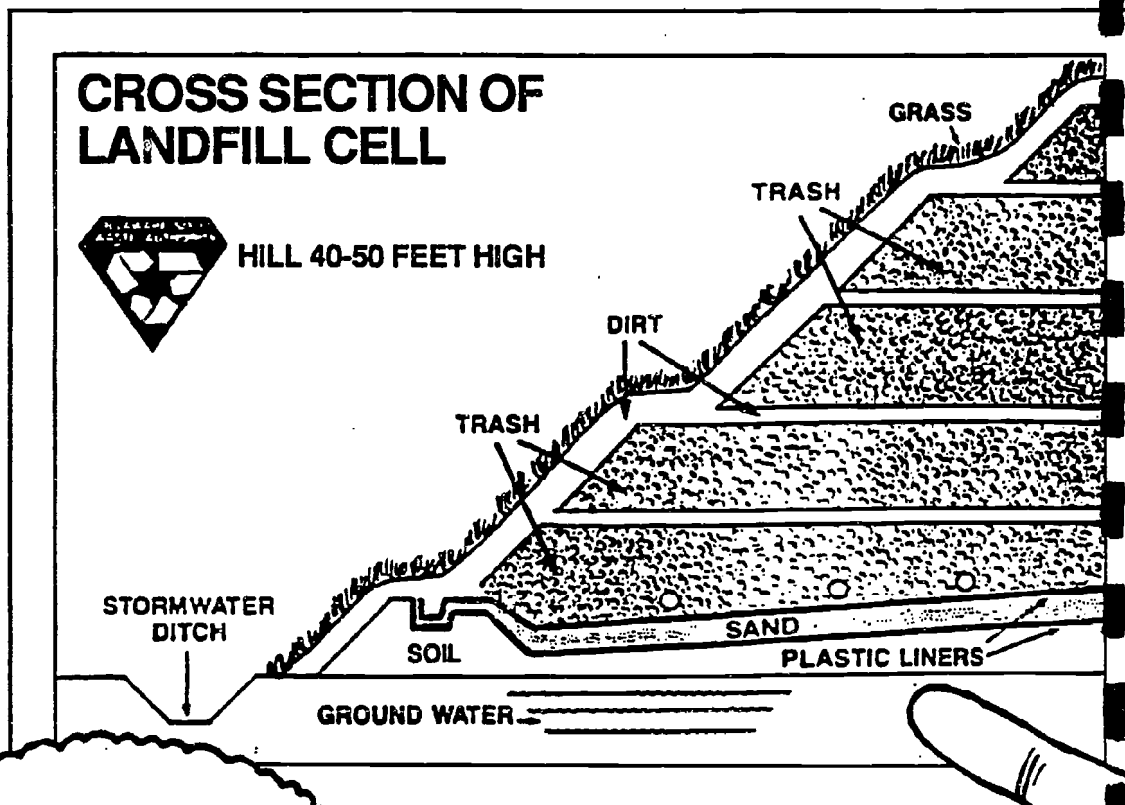 CROSS SECTION OF
LANDFILL CELL
HILL 40-50 FEET HIGH
GRASS
TRASH
DIRT
TRASH
STORMWATER
DITCH
SOIL
SAND
PLASTIC LINERS
GROUND WATER